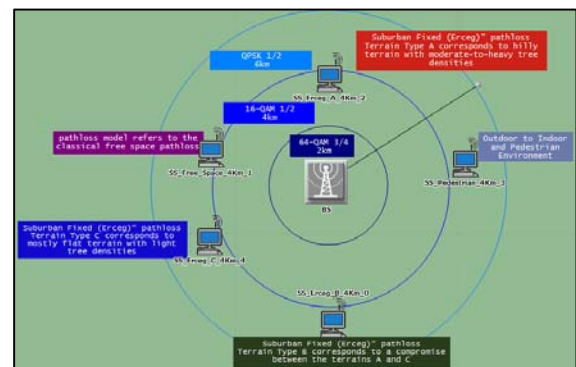 Suburban Fixed (Erceg)" pathloss
Terrain Type A corresponds to hilly
terrain with moderate-to-heavy tree
densities
QPSK 1/2
6km
SS_Erceg_A_4Km_2
16-QAM 1/2
4km
pathloss model refers to the
classical free space pathloss
64-QAM 3/4
2km
Outdoor to Indoor
and Pedestrian
Environment
SS_Free_Space_4Km_1
SS_Pedestrian_4Km_3
BS
Suburban Fixed (Erceg)" pathloss
Terrain Type C corresponds to
mostly flat terrain with light
tree densities
SS_Erceg_C_4Km_4
SS_Erceg_B_4Km_0
Suburban Fixed (Erceg)" pathloss
Terrain Type B corresponds to a compromise
between the terrains A and C